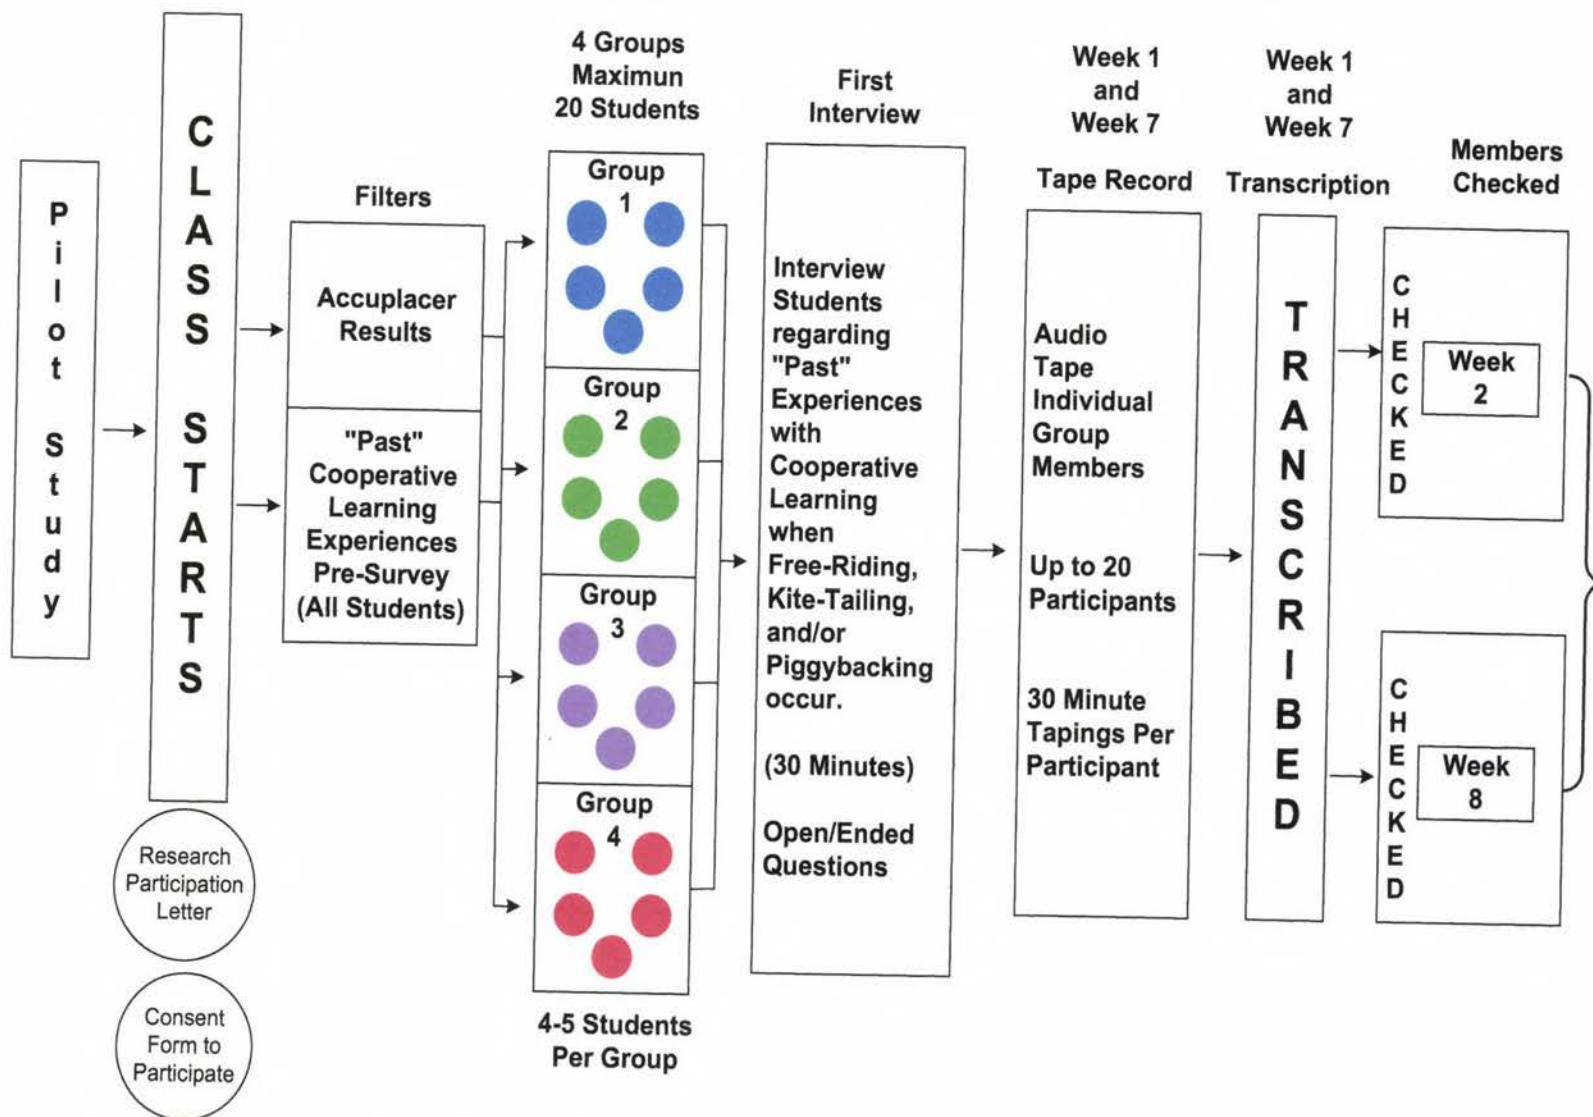 Pilot Study
CLASS STARTS
Research
Participation
Letter
Consent
Form to
Participate
Filters
Accuplacer
Results
"Past"
Cooperative
Learning
Experiences
Pre-Survey
(All Students)
4 Groups
Maximun
20 Students
Group
1
Group
2
Group
3
Group
4
4-5 Students
Per Group
First
Interview
Interview
Students
regarding
"Past"
Experiences
with
Cooperative
Learning
when
Free-Riding,
Kite-Tailing,
and/or
Piggybacking
occur.
(30 Minutes)
Open/Ended
Questions
Week 1
and
Week 7
Tape Record
Audio
Tape
Individual
Group
Members
Up to 20
Participants
30 Minute
Tapings Per
Participant
Week 1
and
Week 7
Transcription
TRANSCRIBED
Members
Checked
CHECKED
Week
2
CHECKED
Week
8